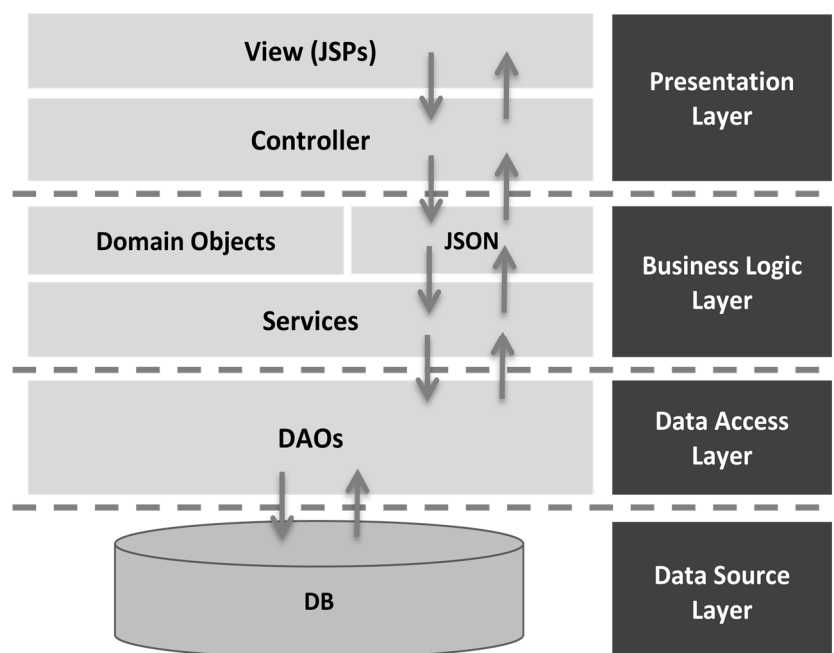 View (JSPs)
Presentation
Layer
Controller
Domain Objects
JSON
Business Logic
Layer
Services
DAOs
Data Access
Layer
DB
Data Source
Layer